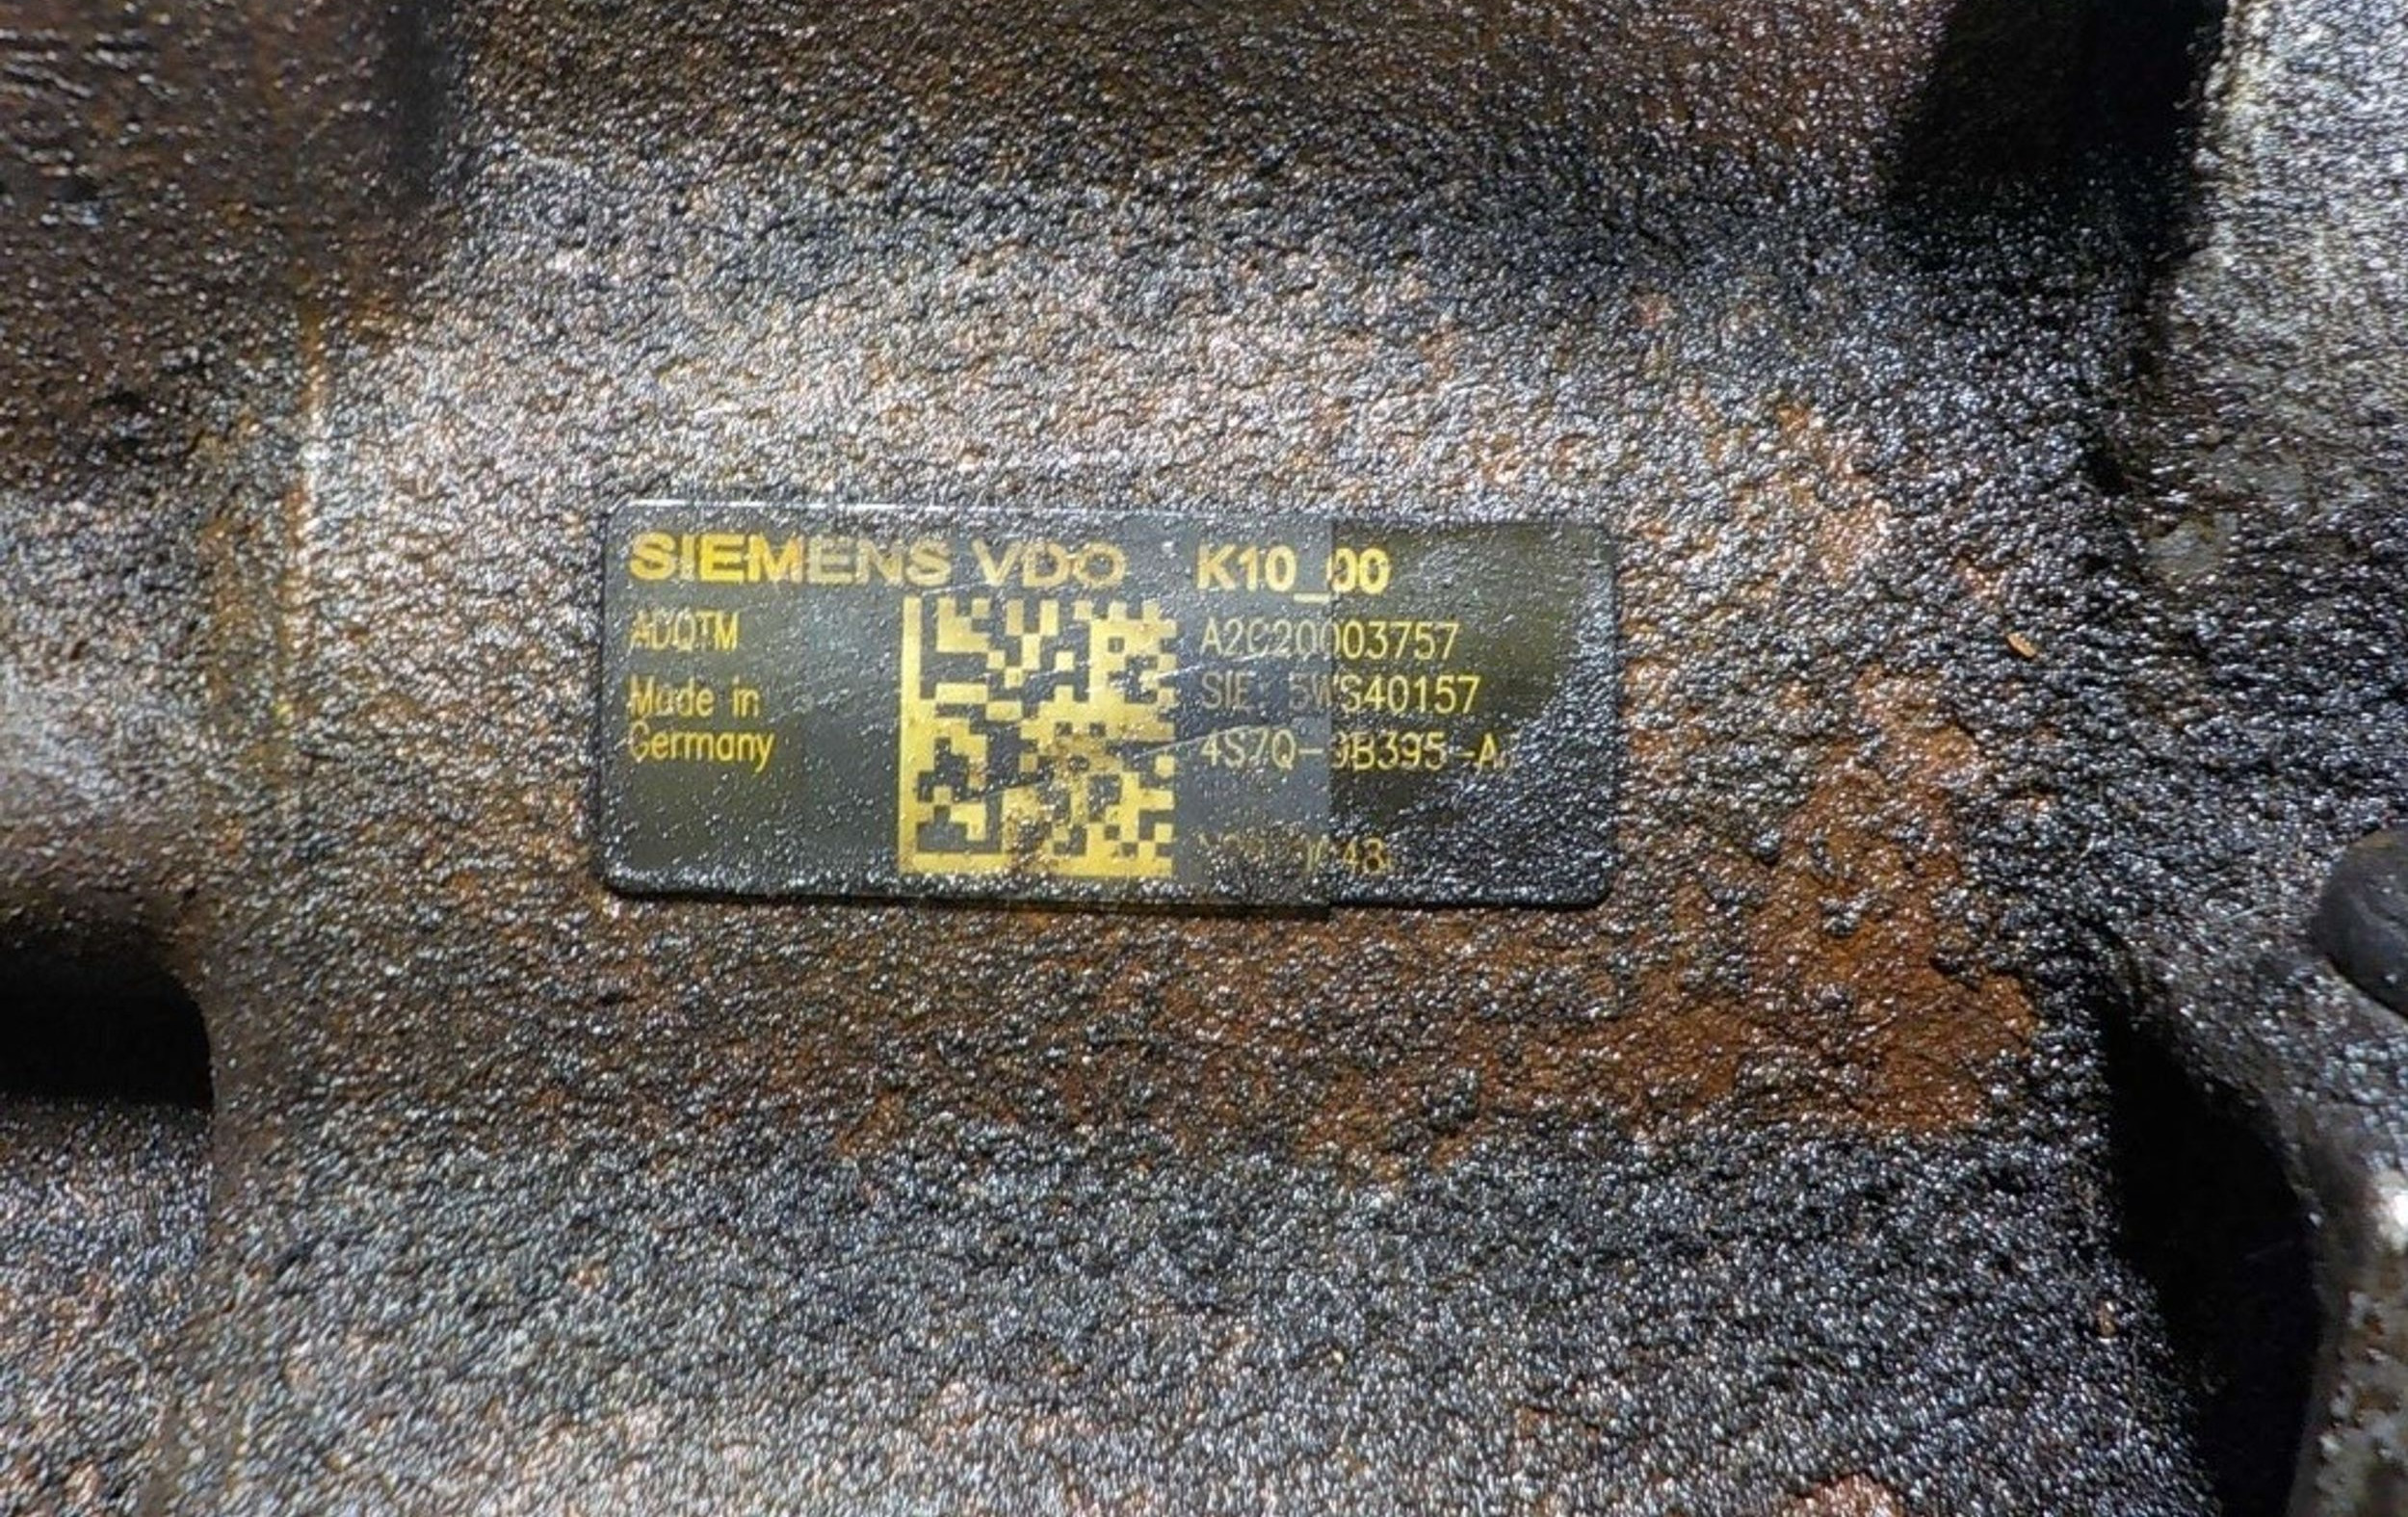 SIEMENS VDO K10_00
ADQTM
A2C20003757
Made in
Germany
SIE: 5WS40157
4S7Q-9B395-A